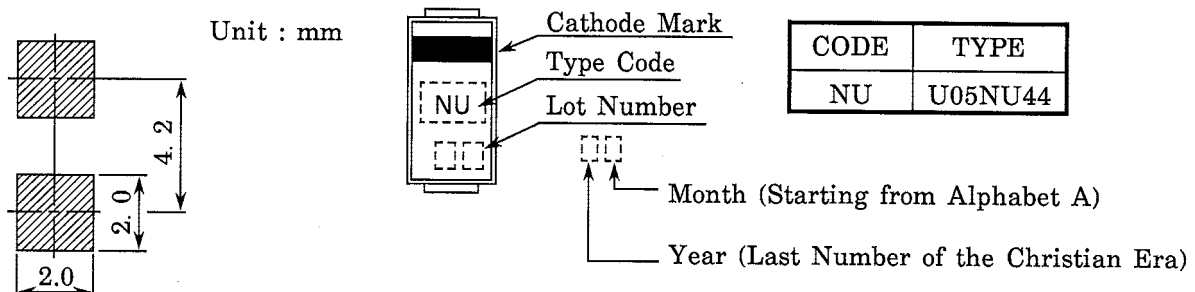 Unit : mm
4.2
2.0
2.0
Cathode Mark
Type Code
NU
Lot Number
CODE TYPE
NU U05NU44
Month (Starting from Alphabet A)
Year (Last Number of the Christian Era)